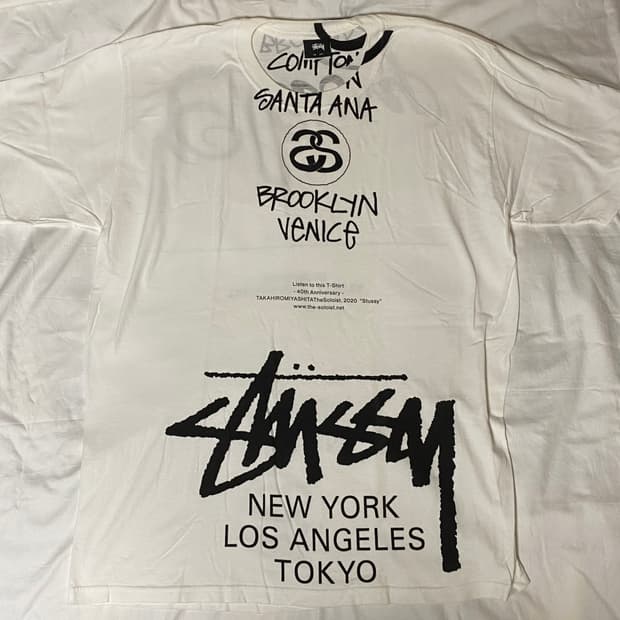 COMPTON
SANTA ANA
BROOKLYN
VENICE
Listen to this T-Shirt
- 40th Anniversary -
TAKAHIROMIYASHITATheSoloist. 2020 "Stussy"
www.the-soloist.net
Stüssy
NEW YORK
LOS ANGELES
TOKYO